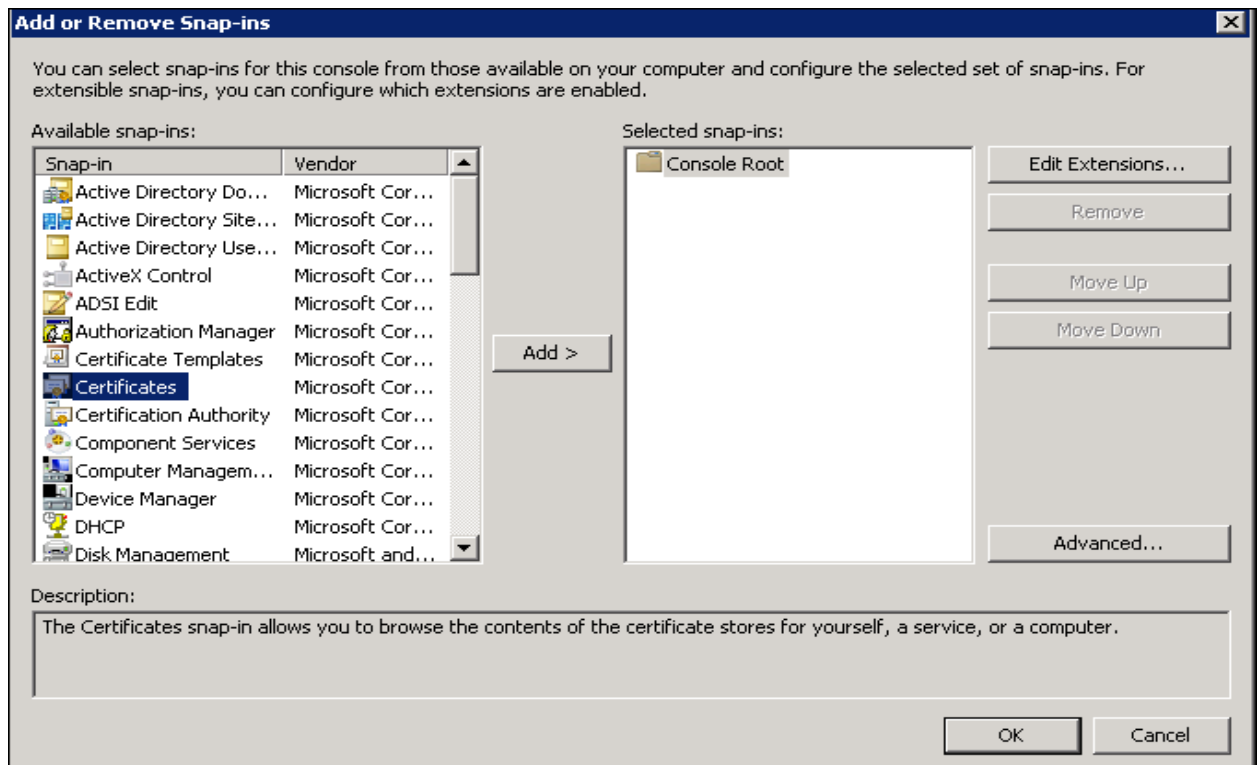 Add or Remove Snap-ins
You can select snap-ins for this console from those available on your computer and configure the selected set of snap-ins. For
extensible snap-ins, you can configure which extensions are enabled.
Available snap-ins:
Snap-in Vendor
Active Directory Do... Microsoft Cor...
Active Directory Site... Microsoft Cor...
Active Directory Use... Microsoft Cor...
ActiveX Control Microsoft Cor...
ADSI Edit Microsoft Cor...
Authorization Manager Microsoft Cor...
Certificate Templates Microsoft Cor...
Certificates Microsoft Cor...
Certification Authority Microsoft Cor...
Component Services Microsoft Cor...
Computer Managem... Microsoft Cor...
Device Manager Microsoft Cor...
DHCP Microsoft Cor...
Disk Management Microsoft and...
Add >
Selected snap-ins:
Console Root
Edit Extensions...
Remove
Move Up
Move Down
Advanced...
Description:
The Certificates snap-in allows you to browse the contents of the certificate stores for yourself, a service, or a computer.
OK Cancel